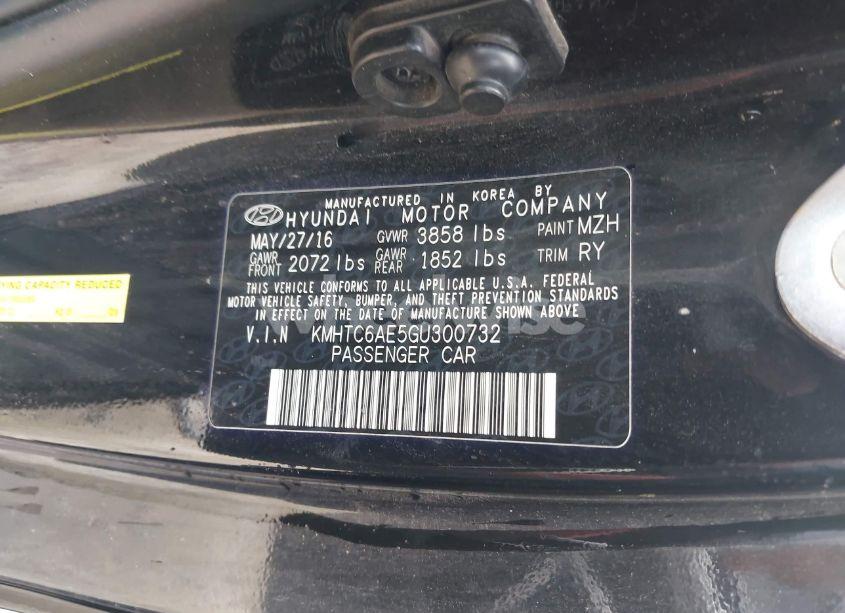 MANUFACTURED IN KOREA BY
HYUNDAI MOTOR COMPANY
MAY/27/16 GVWR 3858 lbs PAINT MZH
GAWR FRONT 2072 lbs GAWR REAR 1852 lbs TRIM RY
THIS VEHICLE CONFORMS TO ALL APPLICABLE U.S.A. FEDERAL
MOTOR VEHICLE SAFETY, BUMPER, AND THEFT PREVENTION STANDARDS
IN EFFECT ON THE DATE OF MANUFACTURE SHOWN ABOVE
V.I.N KMHTC6AE5GU300732
PASSENGER CAR
YING CAPACITY REDUCED